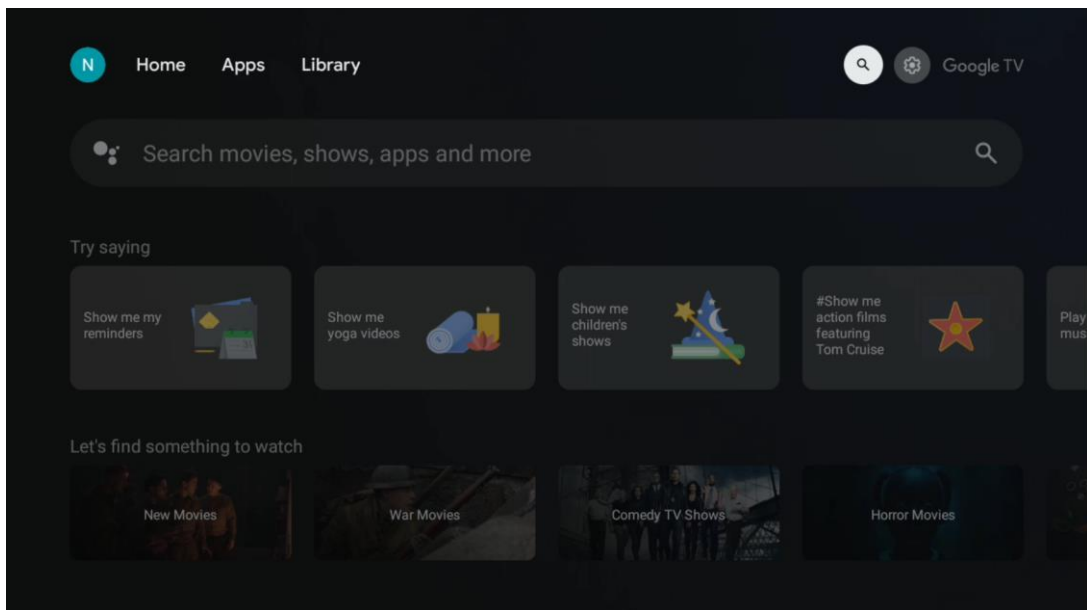 N Home Apps Library Google TV
Search movies, shows, apps and more
Try saying
Show me my
reminders
Show me
yoga videos
Show me
children's
shows
#Show me
action films
featuring
Tom Cruise
Play
mus
Let's find something to watch
New Movies
War Movies
Comedy TV Shows
Horror Movies